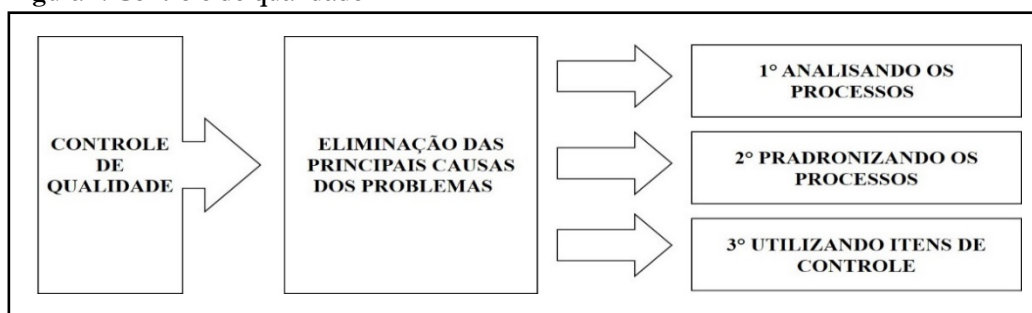 CONTROLE
DE
QUALIDADE
ELIMINAÇÃO DAS
PRINCIPAIS CAUSAS
DOS PROBLEMAS
1° ANALISANDO OS
PROCESSOS
2° PRADRONIZANDO OS
PROCESSOS
3° UTILIZANDO ITENS DE
CONTROLE